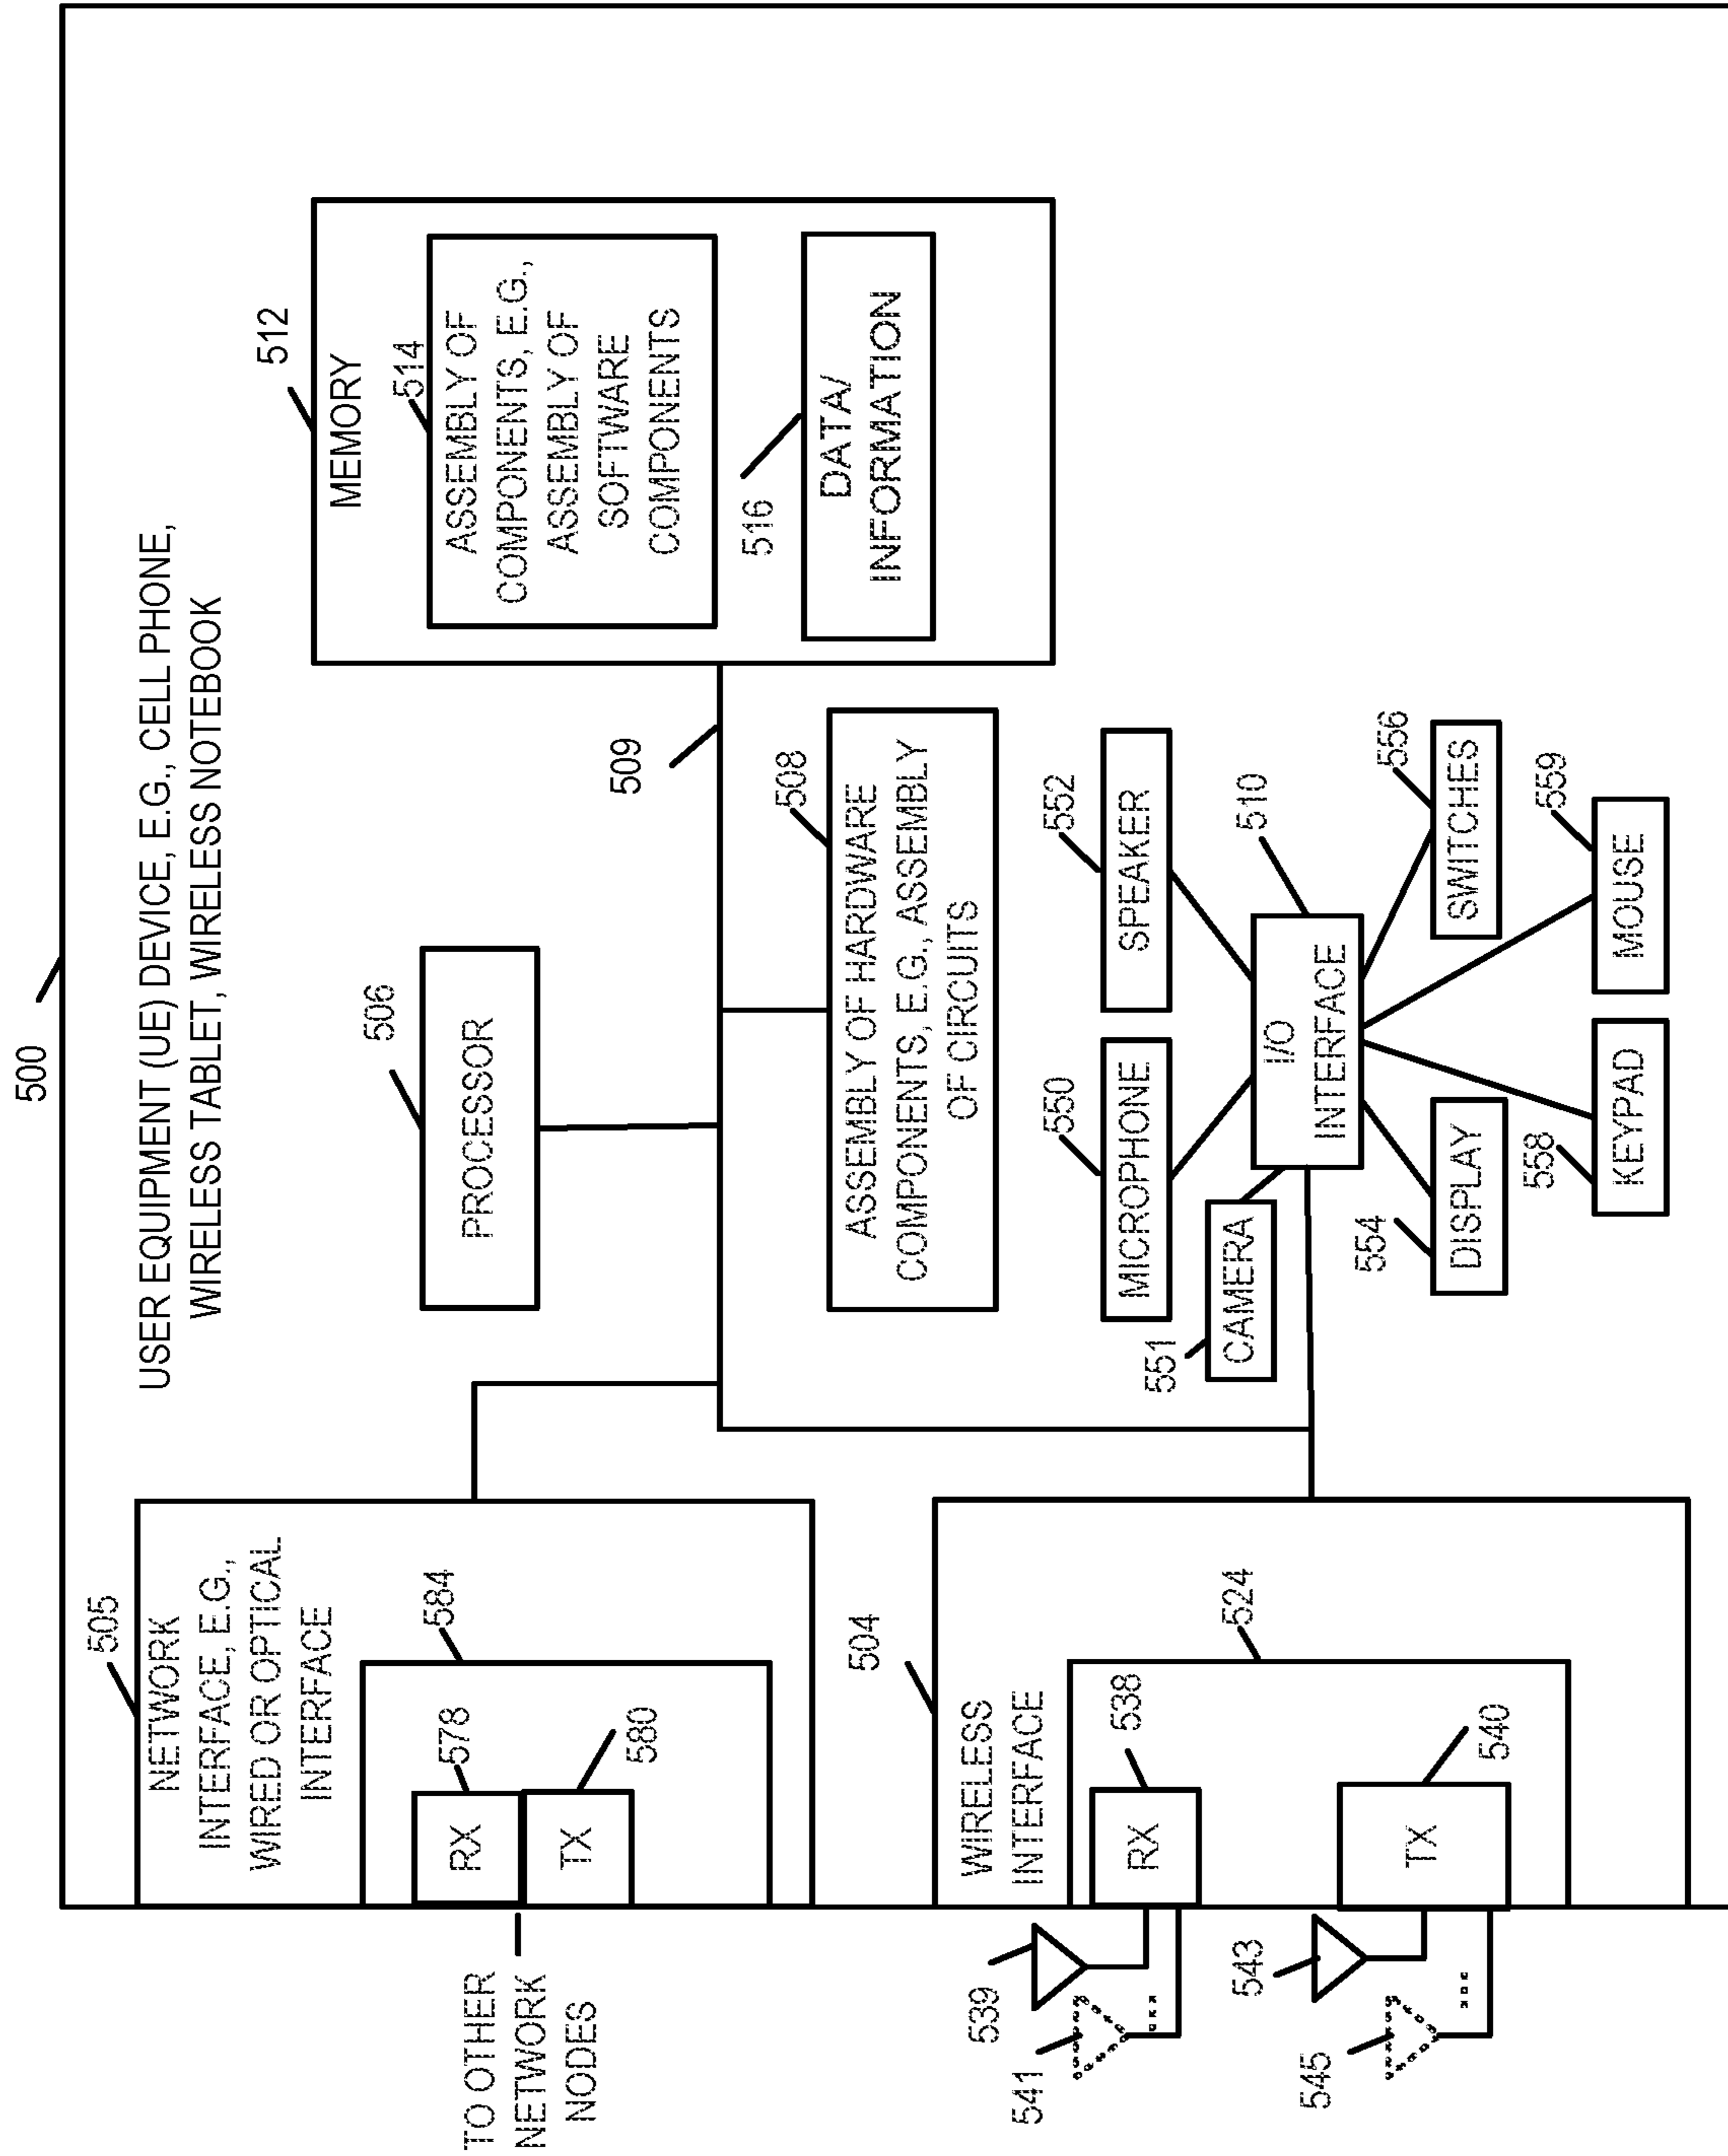 500
USER EQUIPMENT (UE) DEVICE, E.G., CELL PHONE,
WIRELESS TABLET, WIRELESS NOTEBOOK
505
NETWORK
INTERFACE, E.G.,
WIRED OR OPTICAL
INTERFACE
584
578
RX
TX
580
TO OTHER
NETWORK
NODES
506
PROCESSOR
512
MEMORY
514
ASSEMBLY OF
COMPONENTS, E.G.,
ASSEMBLY OF
SOFTWARE
COMPONENTS
516
DATA/
INFORMATION
509
508
ASSEMBLY OF HARDWARE
COMPONENTS, E.G., ASSEMBLY
OF CIRCUITS
504
WIRELESS
INTERFACE
524
538
RX
TX
540
539
541
...
543
545
...
550
MICROPHONE
552
SPEAKER
551
CAMERA
510
I/O
INTERFACE
554
DISPLAY
556
SWITCHES
558
KEYPAD
559
MOUSE